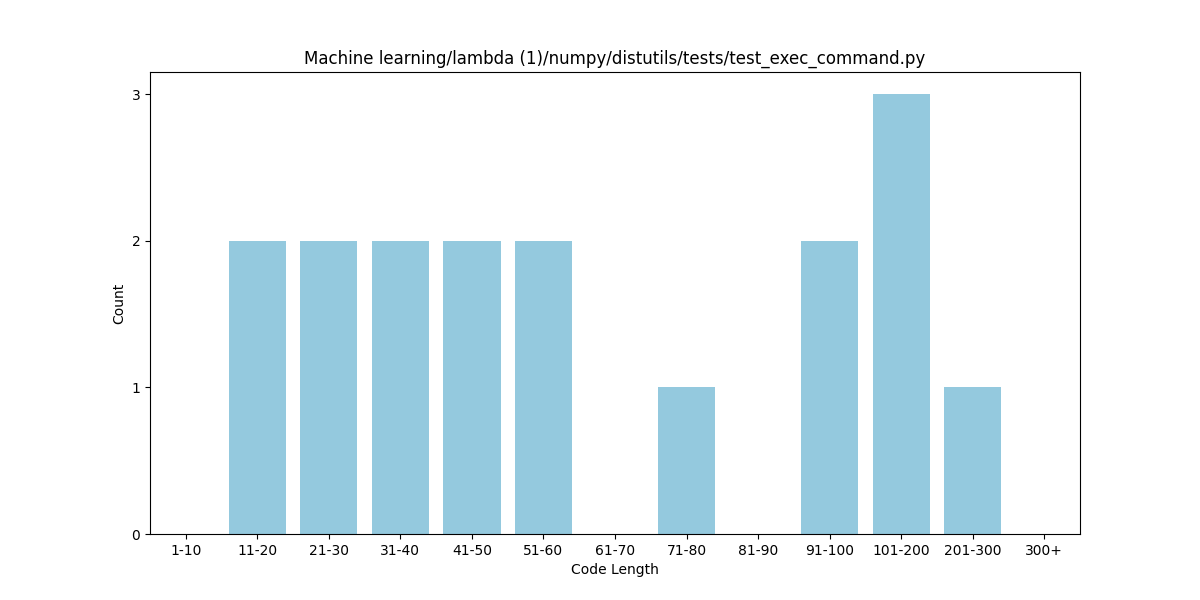 Machine learning/lambda (1)/numpy/distutils/tests/test_exec_command.py
3
2
1
0
Count
1-10 11-20 21-30 31-40 41-50 51-60 61-70 71-80 81-90 91-100 101-200 201-300 300+
Code Length